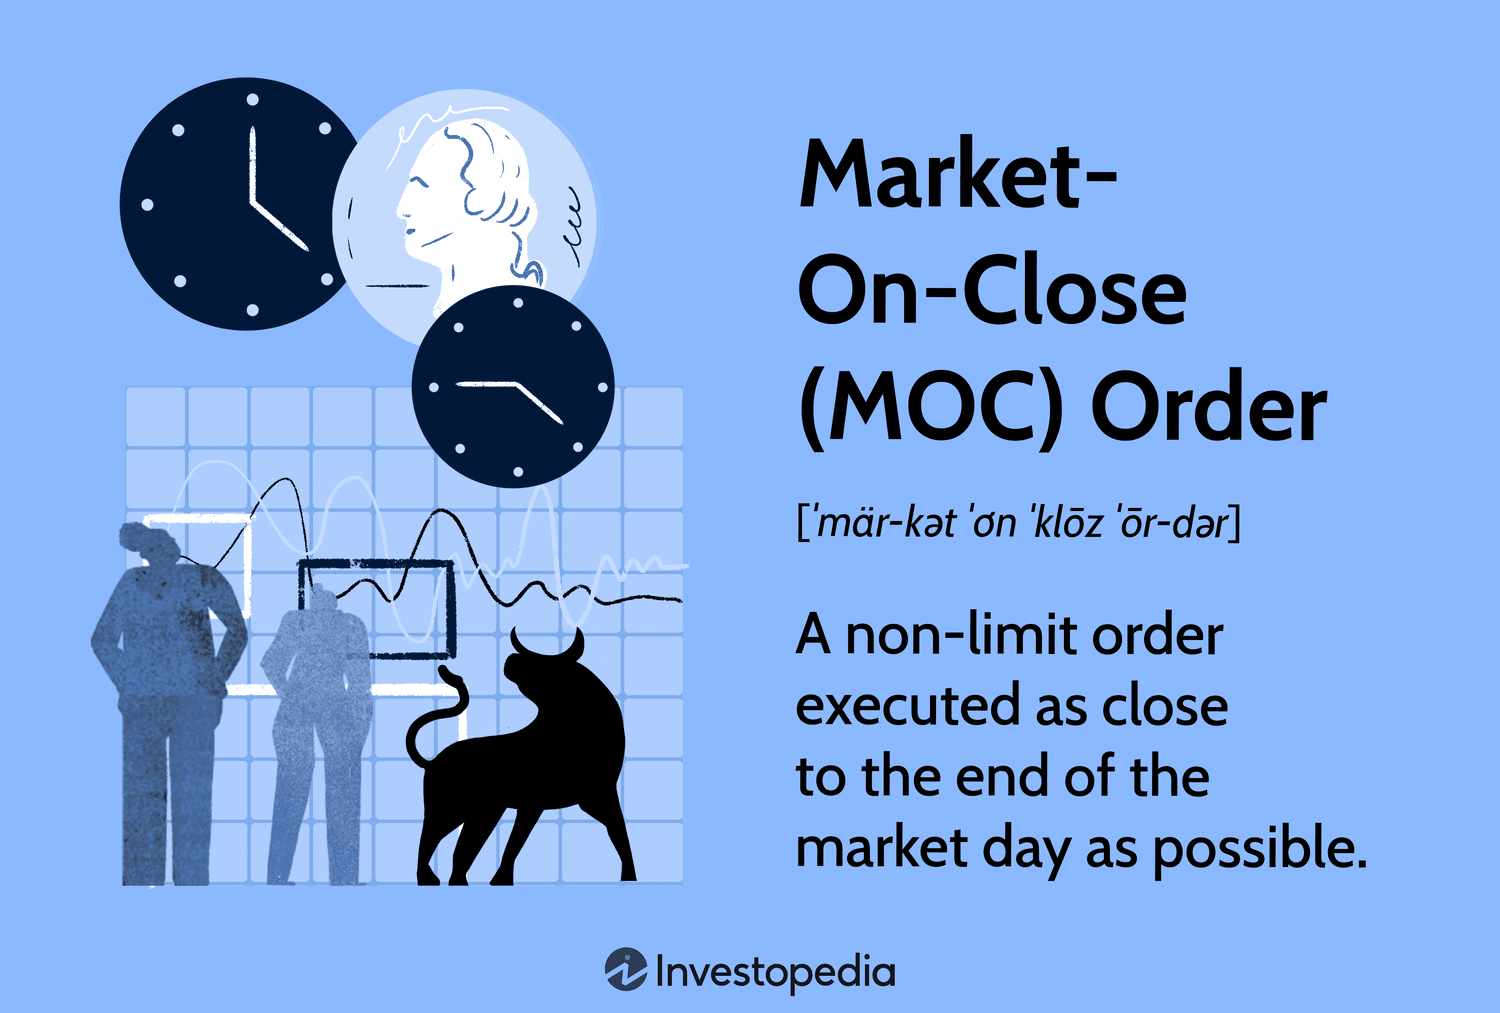 Market-
On-Close
(MOC) Order
[ˈmär-kət ˈȯn ˈklōz ˈōr-dər]
A non-limit order
executed as close
to the end of the
market day as possible.
Investopedia